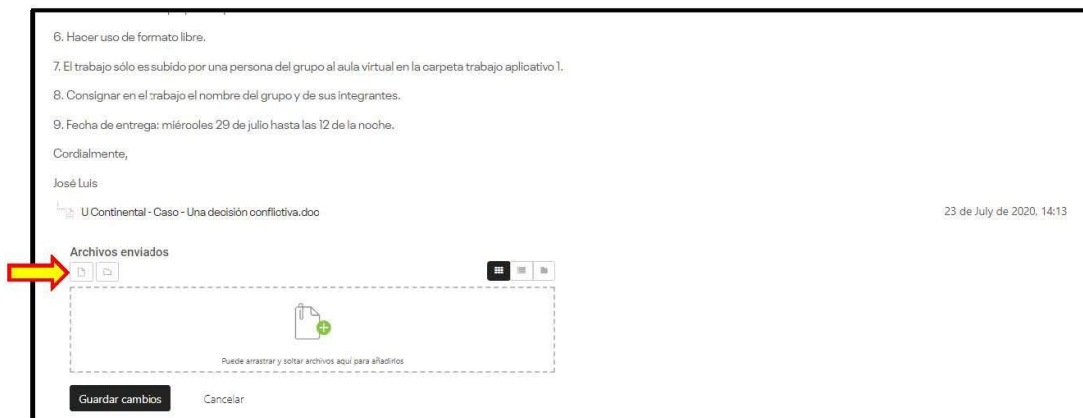 6. Hacer uso de formato libre.
7. El trabajo sólo es subido por una persona del grupo al aula virtual en la carpeta trabajo aplicativo 1.
8. Consignar en el trabajo el nombre del grupo y de sus integrantes.
9. Fecha de entrega: miércoles 29 de julio hasta las 12 de la noche.
Cordialmente,
José Luis
U Continental - Caso - Una decisión conflictiva.doc 23 de July de 2020, 14:13
Archivos enviados
Puede arrastrar y soltar archivos aquí para añadirlos
Guardar cambios Cancelar